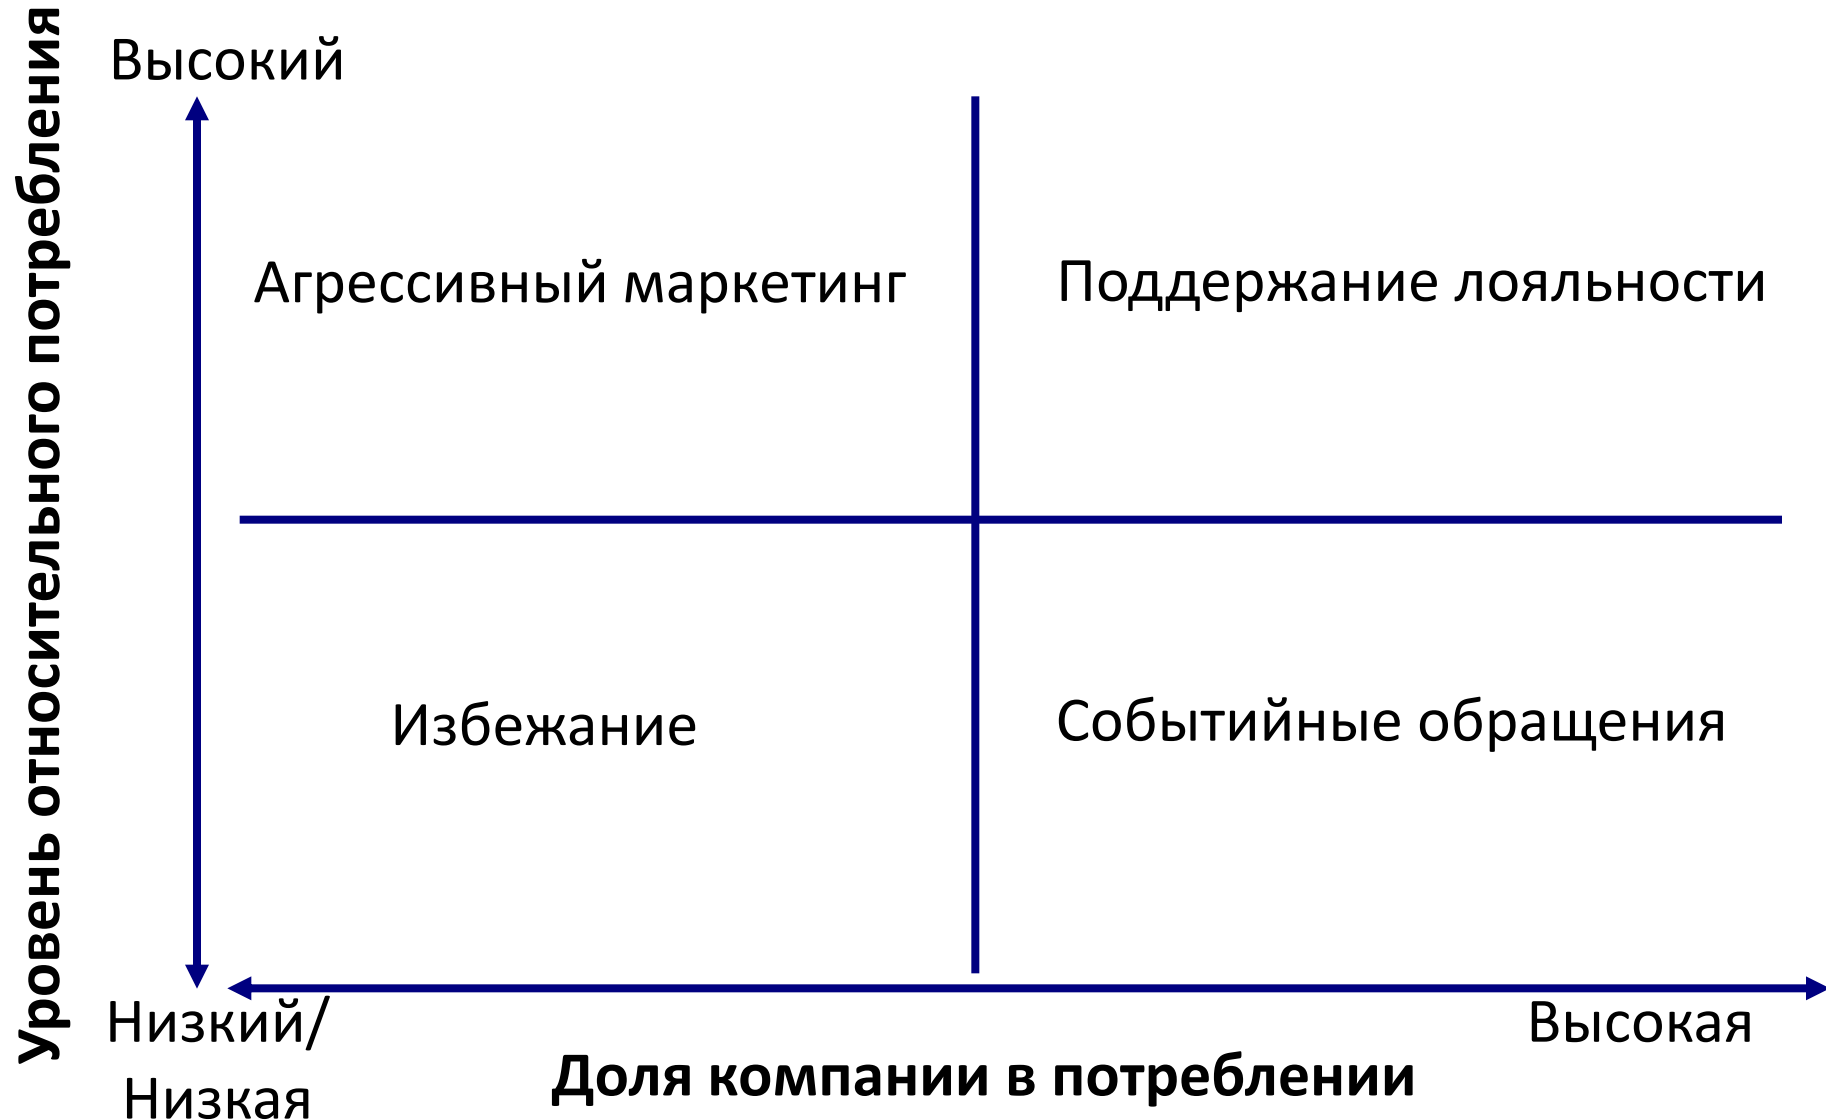 Уровень относительного потребления
Высокий
Агрессивный маркетинг
Поддержание лояльности
Избежание
Событийные обращения
Низкий/
Низкая
Высокая
Доля компании в потреблении